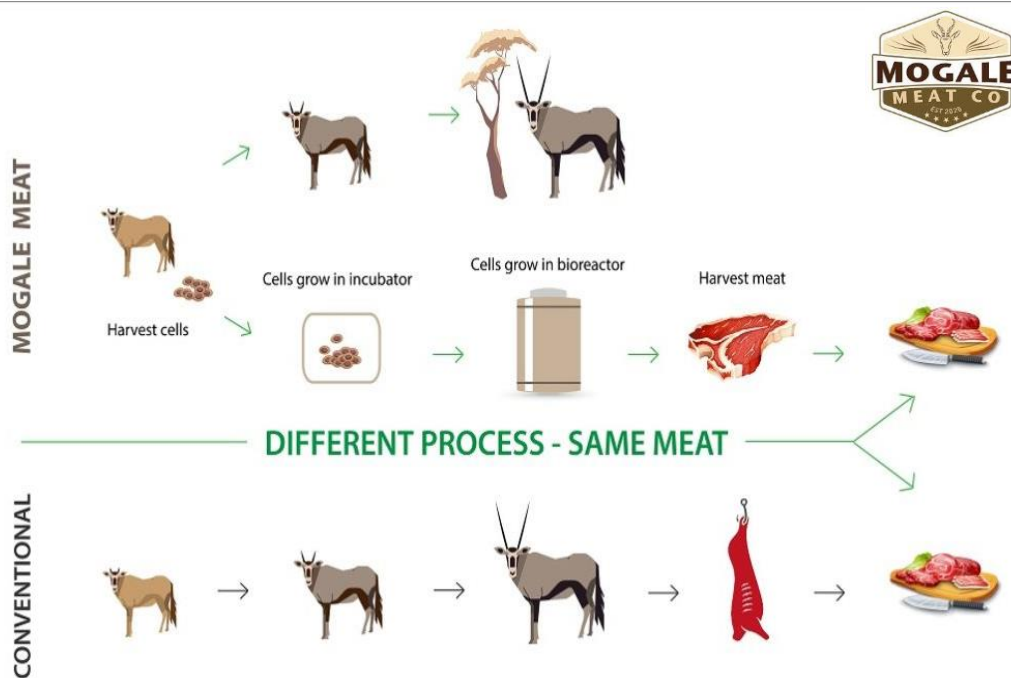 MOGALE
MEAT CO
EST 2020
MOGALE MEAT
Cells grow in incubator
Cells grow in bioreactor
Harvest meat
Harvest cells
DIFFERENT PROCESS - SAME MEAT
CONVENTIONAL